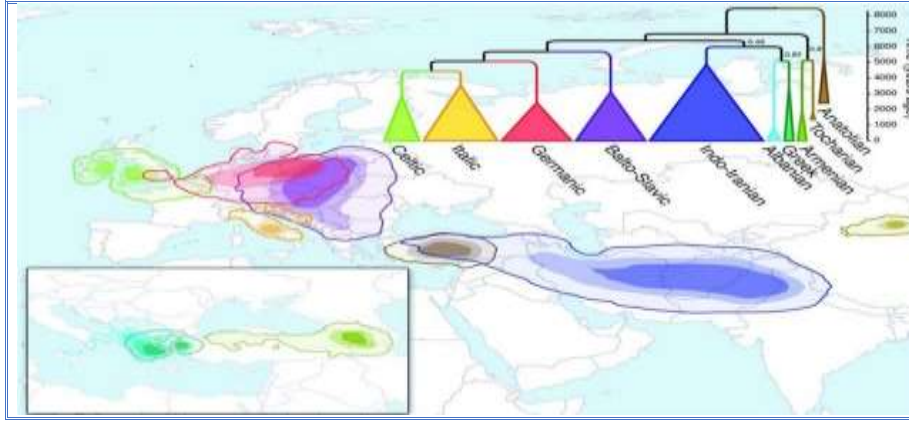 8000
7000
6000
5000
4000
3000
2000
1000
0
Celtic
Italic
Germanic
Balto-Slavic
Indo-Iranian
Albanian
Greek
Armenian
Tocharian
Anatolian